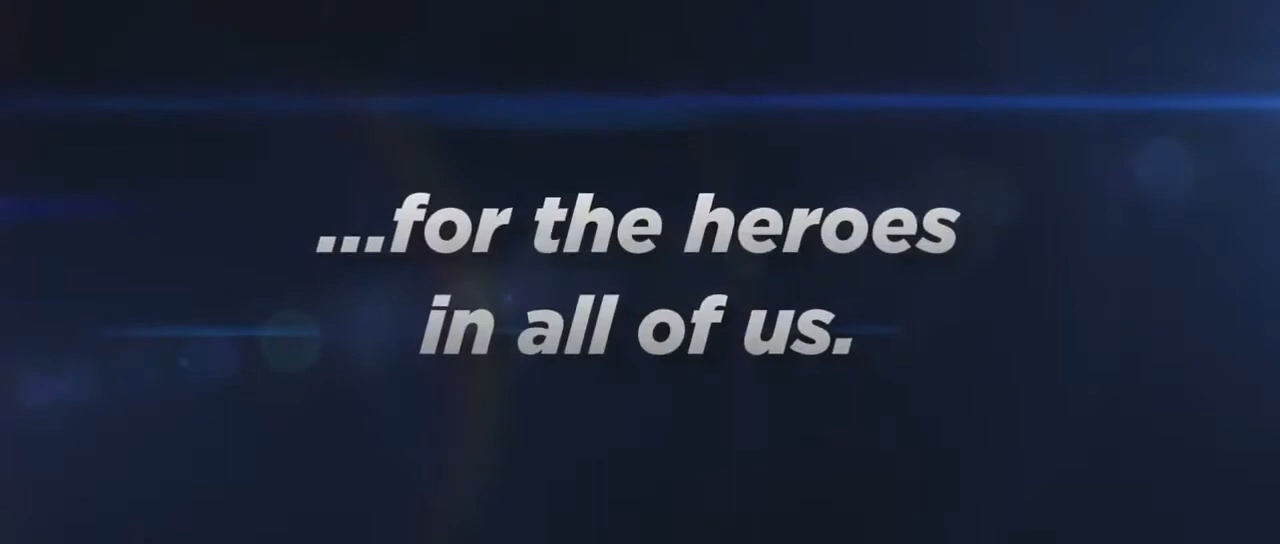 ...for the heroes
in all of us.